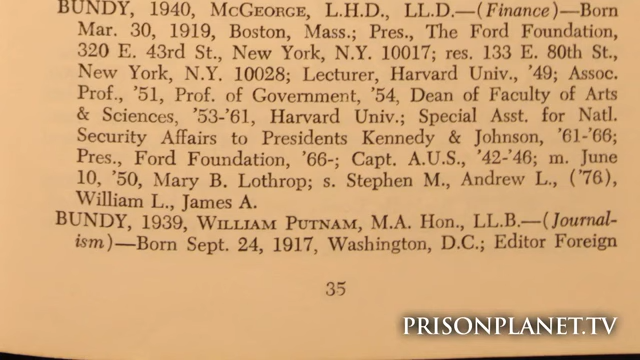 BUNDY, 1940, McGEORGE, L.H.D., LL.D.—(Finance)—Born
Mar. 30, 1919, Boston, Mass.; Pres., The Ford Foundation,
320 E. 43rd St., New York, N.Y. 10017; res. 133 E. 80th St.,
New York, N.Y. 10028; Lecturer, Harvard Univ., '49; Assoc.
Prof., '51, Prof. of Government, '54, Dean of Faculty of Arts
& Sciences, '53-'61, Harvard Univ.; Special Asst. for Natl.
Security Affairs to Presidents Kennedy & Johnson, '61-'66;
Pres., Ford Foundation, '66-; Capt. A.U.S., '42-'46; m. June
10, '50, Mary B. Lothrop; s. Stephen M., Andrew L., ('76),
William L., James A.
BUNDY, 1939, WILLIAM PUTNAM, M.A. Hon., LL.B.—(Journal-
ism)—Born Sept. 24, 1917, Washington, D.C.; Editor Foreign
35
PRISONPLANET.TV